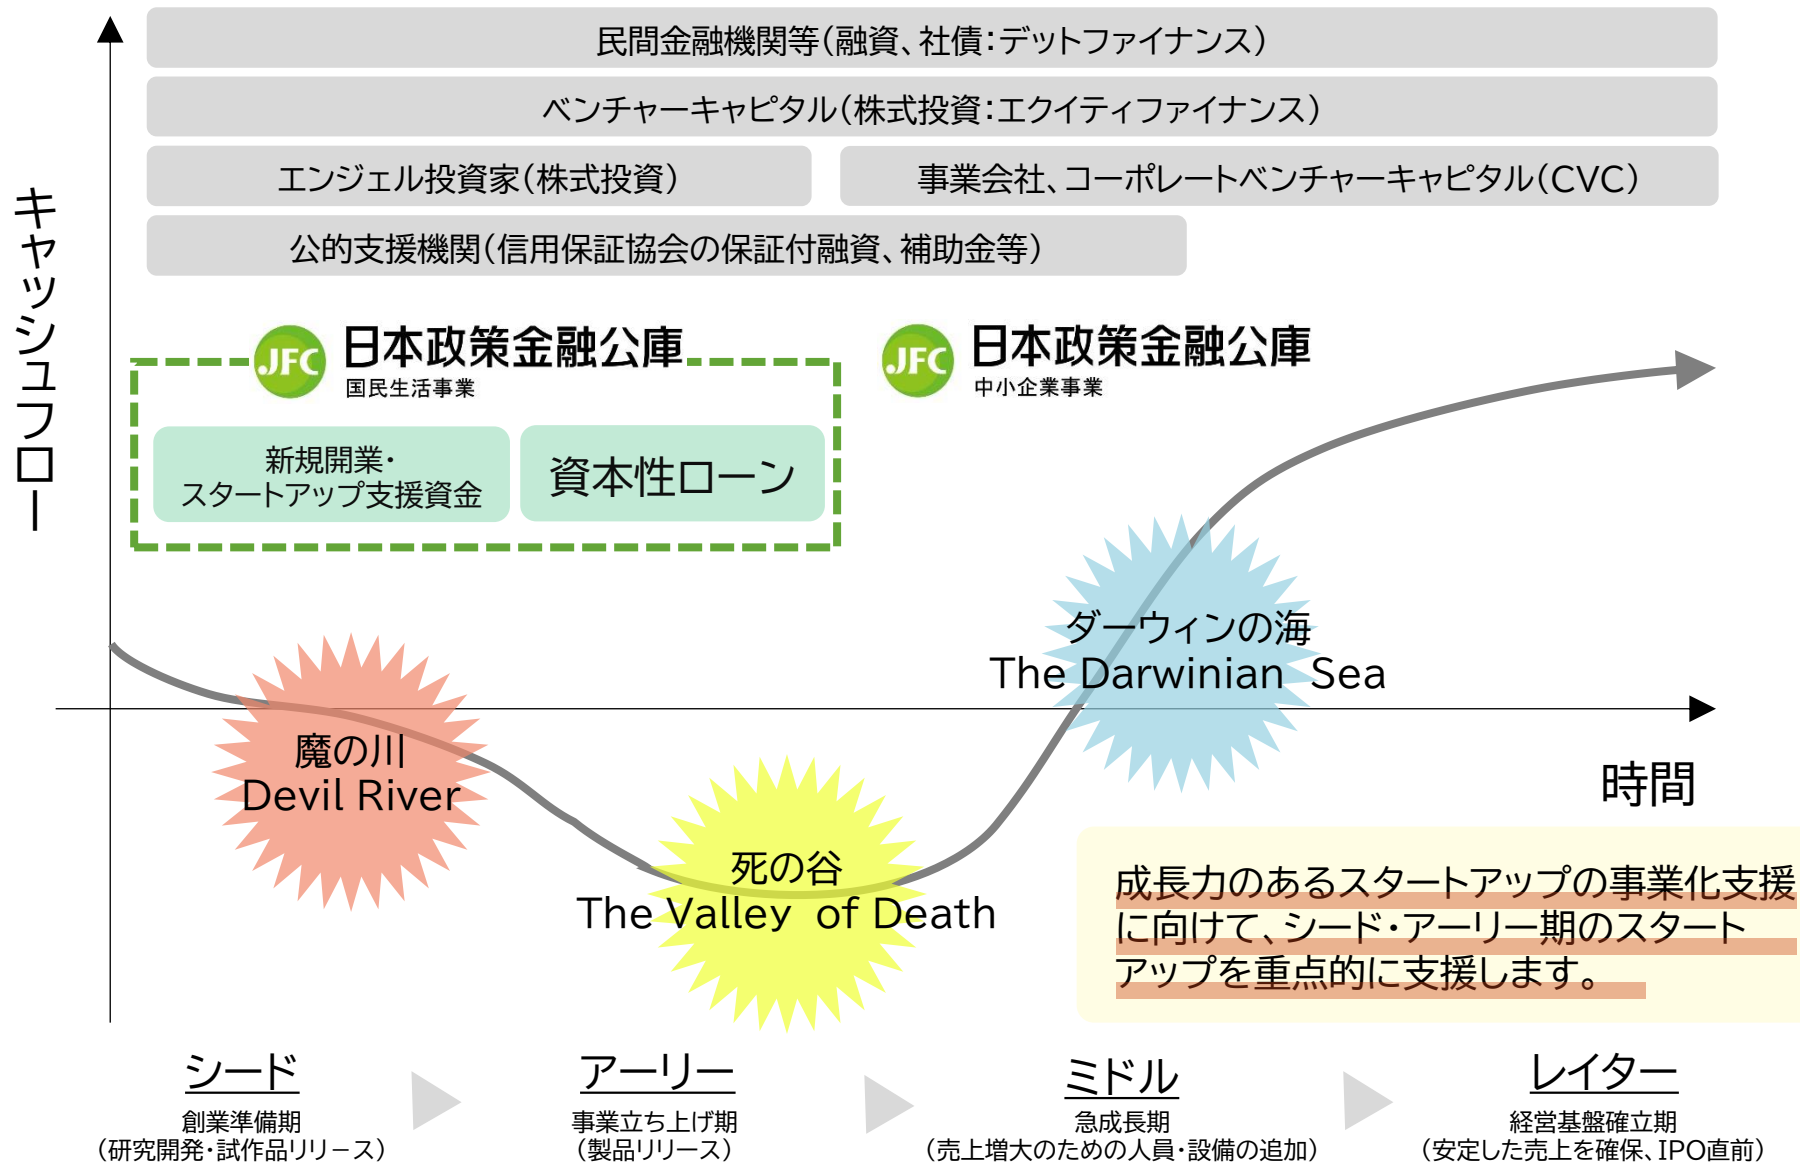 民間金融機関等(融資、社債：デットファイナンス)
ベンチャーキャピタル(株式投資：エクイティファイナンス)
エンジェル投資家(株式投資)
事業会社、コーポレートベンチャーキャピタル(CVC)
公的支援機関(信用保証協会の保証付融資、補助金等)
キャッシュフロー
JFC 日本政策金融公庫
国民生活事業
JFC 日本政策金融公庫
中小企業事業
新規開業・
スタートアップ支援資金
資本性ローン
ダーウィンの海
The Darwinian Sea
魔の川
Devil River
時間
死の谷
The Valley of Death
成長力のあるスタートアップの事業化支援
に向けて、シード・アーリー期のスタート
アップを重点的に支援します。
シード
創業準備期
(研究開発・試作品リリース)
アーリー
事業立ち上げ期
(製品リリース)
ミドル
急成長期
(売上増大のための人員・設備の追加)
レイター
経営基盤確立期
(安定した売上を確保、IPO直前)